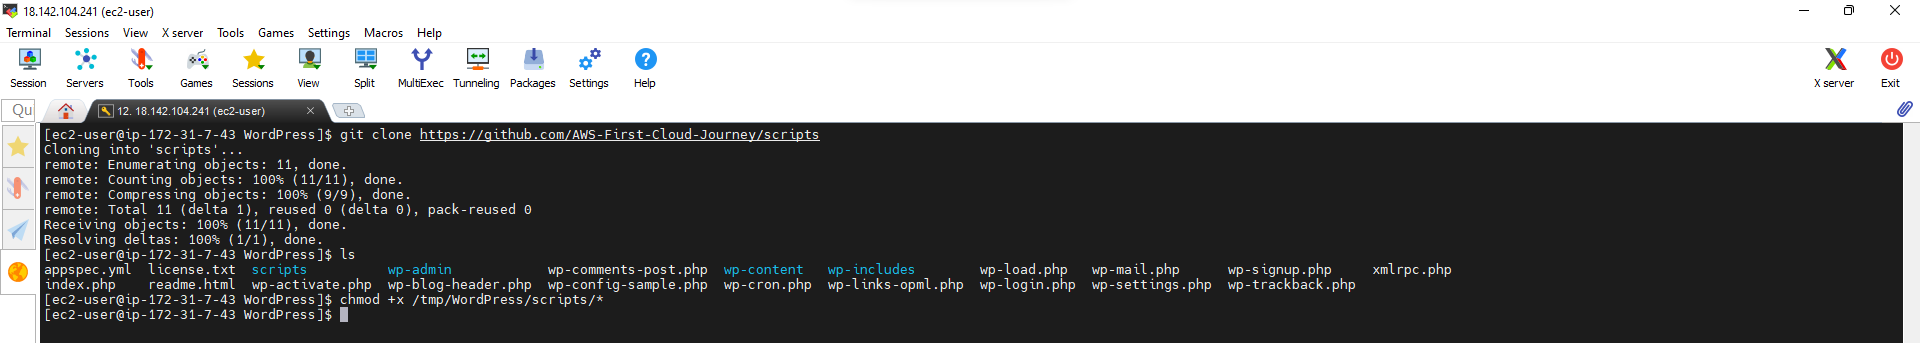 18.142.104.241 (ec2-user)
Terminal Sessions View X server Tools Games Settings Macros Help
Session Servers Tools Games Sessions View Split MultiExec Tunneling Packages Settings Help X server Exit
Qu 12. 18.142.104.241 (ec2-user)
[ec2-user@ip-172-31-7-43 WordPress]$ git clone https://github.com/AWS-First-Cloud-Journey/scripts
Cloning into 'scripts'...
remote: Enumerating objects: 11, done.
remote: Counting objects: 100% (11/11), done.
remote: Compressing objects: 100% (9/9), done.
remote: Total 11 (delta 1), reused 0 (delta 0), pack-reused 0
Receiving objects: 100% (11/11), done.
Resolving deltas: 100% (1/1), done.
[ec2-user@ip-172-31-7-43 WordPress]$ ls
appspec.yml license.txt scripts wp-admin wp-comments-post.php wp-content wp-includes wp-load.php wp-mail.php wp-signup.php xmlrpc.php
index.php readme.html wp-activate.php wp-blog-header.php wp-config-sample.php wp-cron.php wp-links-opml.php wp-login.php wp-settings.php wp-trackback.php
[ec2-user@ip-172-31-7-43 WordPress]$ chmod +x /tmp/WordPress/scripts/*
[ec2-user@ip-172-31-7-43 WordPress]$